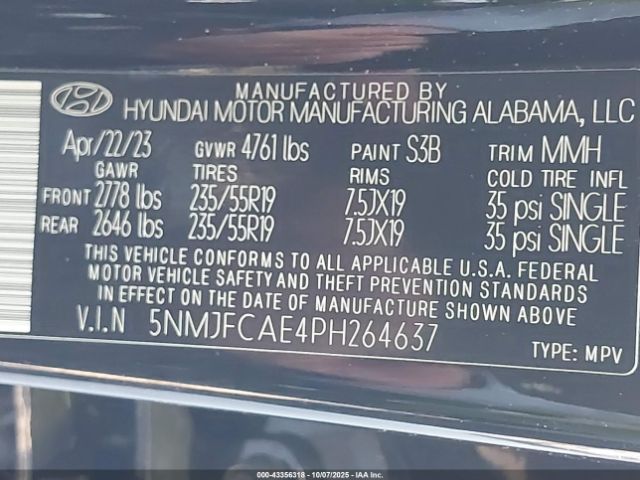 MANUFACTURED BY
HYUNDAI MOTOR MANUFACTURING ALABAMA, LLC
Apr/22/23 GVWR 4761 lbs PAINT S3B TRIM MMH
GAWR TIRES RIMS COLD TIRE INFL
FRONT 2778 lbs 235/55R19 7.5JX19 35 psi SINGLE
REAR 2646 lbs 235/55R19 7.5JX19 35 psi SINGLE
THIS VEHICLE CONFORMS TO ALL APPLICABLE U.S.A. FEDERAL
MOTOR VEHICLE SAFETY AND THEFT PREVENTION STANDARDS
IN EFFECT ON THE DATE OF MANUFACTURE SHOWN ABOVE
V.I.N 5NMJFCAE4PH264637 TYPE: MPV
000-43356318 - 10/07/2025 - © IAA Inc.